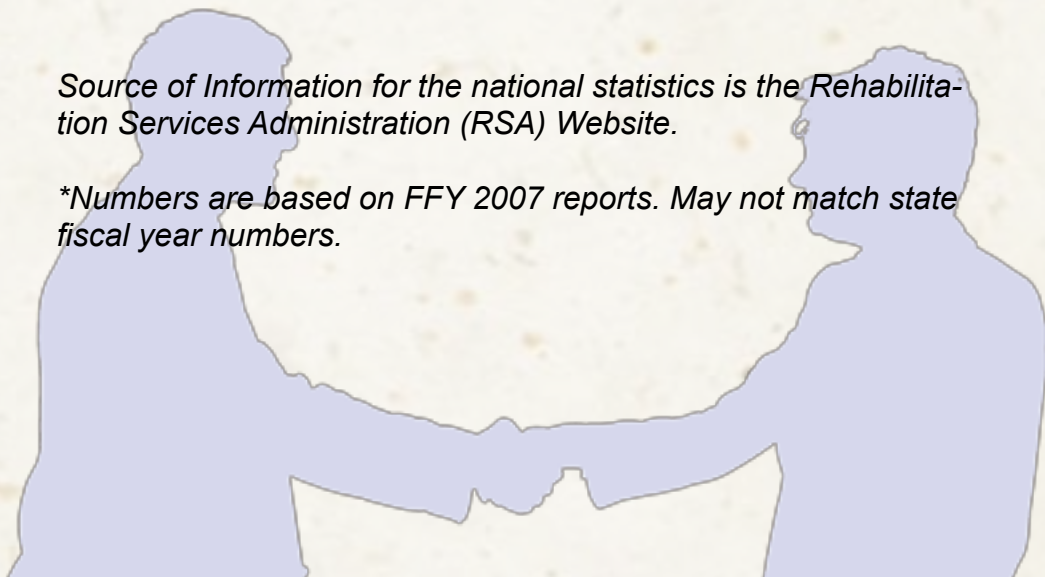 Source of Information for the national statistics is the Rehabilita-
tion Services Administration (RSA) Website.
*Numbers are based on FFY 2007 reports. May not match state
fiscal year numbers.